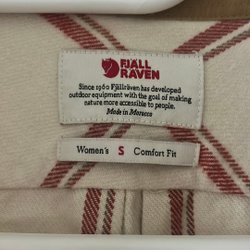 FJÄLL
RÄVEN
Since 1960 Fjällräven has developed
outdoor equipment with the goal of making
nature more accessible to people.
Made in Morocco
Women's S Comfort Fit